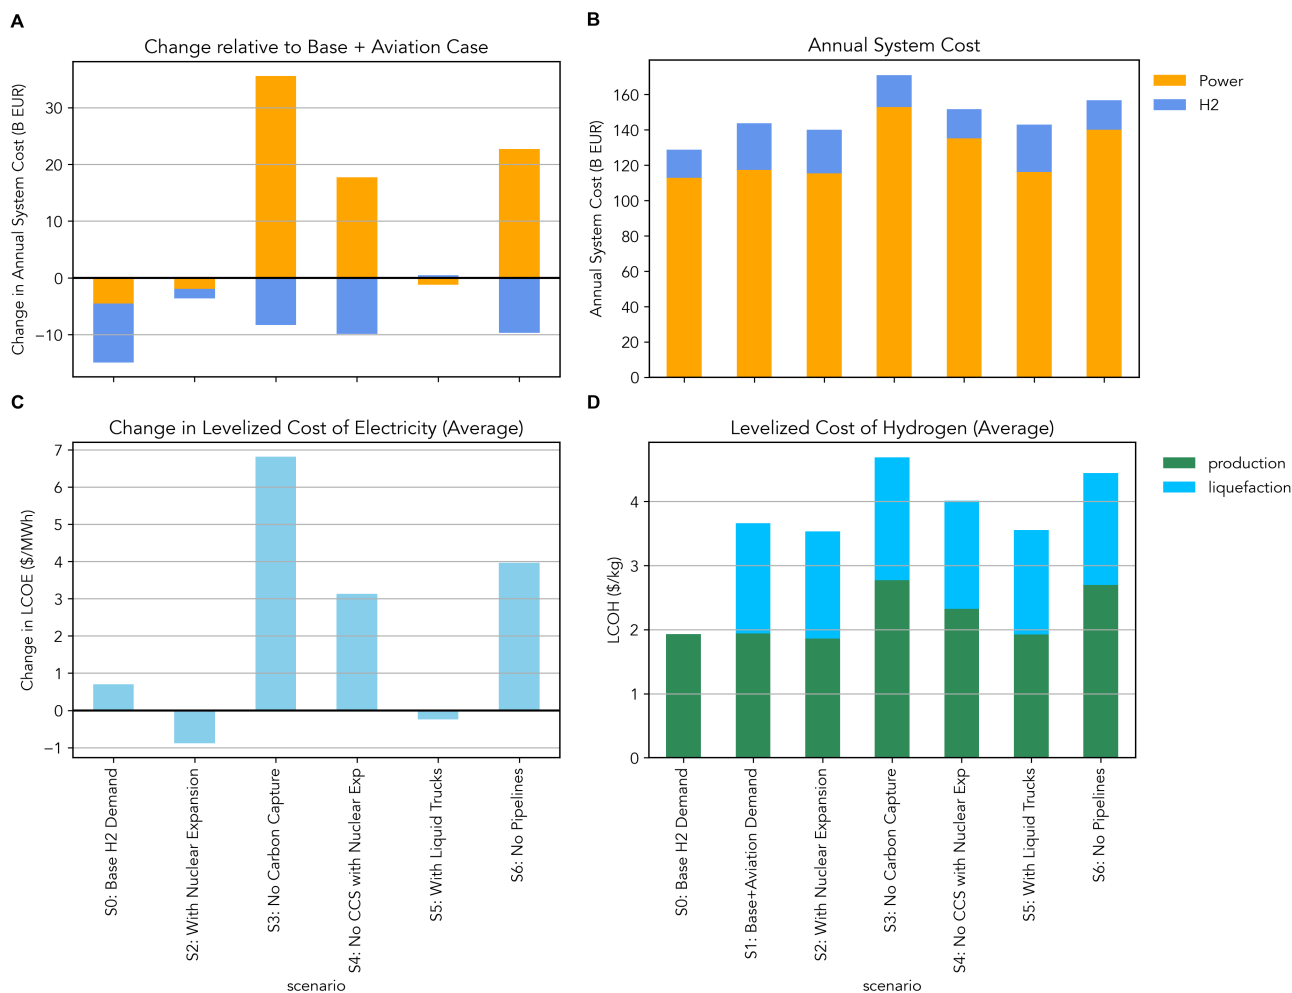 A
Change relative to Base + Aviation Case
Change in Annual System Cost (B EUR)
30
20
10
0
−10
B
Annual System Cost
Annual System Cost (B EUR)
160
140
120
100
80
60
40
20
0
Power
H2
C
Change in Levelized Cost of Electricity (Average)
Change in LCOE ($/MWh)
7
6
5
4
3
2
1
0
−1
S0: Base H2 Demand
S2: With Nuclear Expansion
S3: No Carbon Capture
S4: No CCS with Nuclear Exp
S5: With Liquid Trucks
S6: No Pipelines
scenario
D
Levelized Cost of Hydrogen (Average)
LCOH ($/kg)
4
3
2
1
0
production
liquefaction
S0: Base H2 Demand
S1: Base+Aviation Demand
S2: With Nuclear Expansion
S3: No Carbon Capture
S4: No CCS with Nuclear Exp
S5: With Liquid Trucks
S6: No Pipelines
scenario